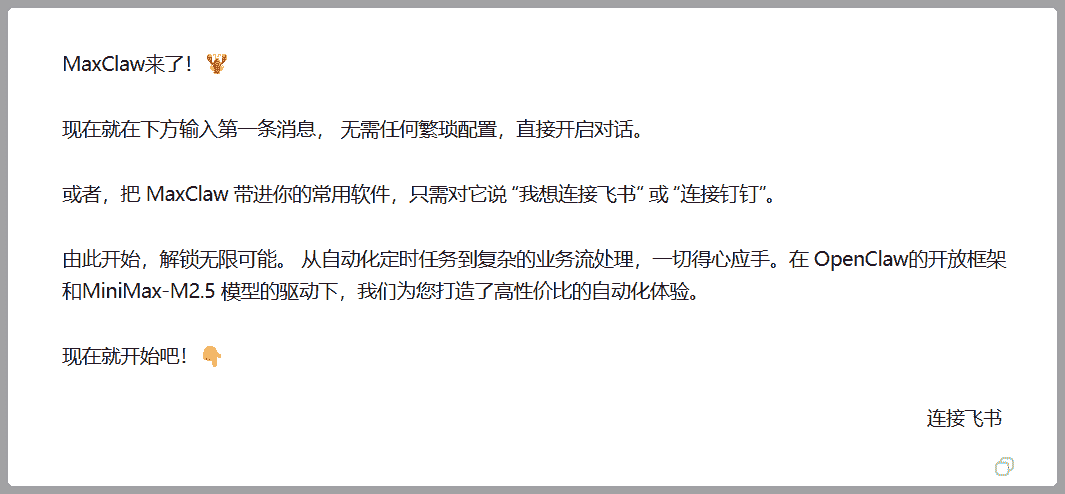 MaxClaw来了！🦞
现在就在下方输入第一条消息， 无需任何繁琐配置，直接开启对话。
或者，把 MaxClaw 带进你的常用软件，只需对它说 “我想连接飞书” 或 “连接钉钉”。
由此开始，解锁无限可能。 从自动化定时任务到复杂的业务流处理，一切得心应手。在 OpenClaw的开放框架
和MiniMax-M2.5 模型的驱动下，我们为您打造了高性价比的自动化体验。
现在就开始吧！👇
连接飞书